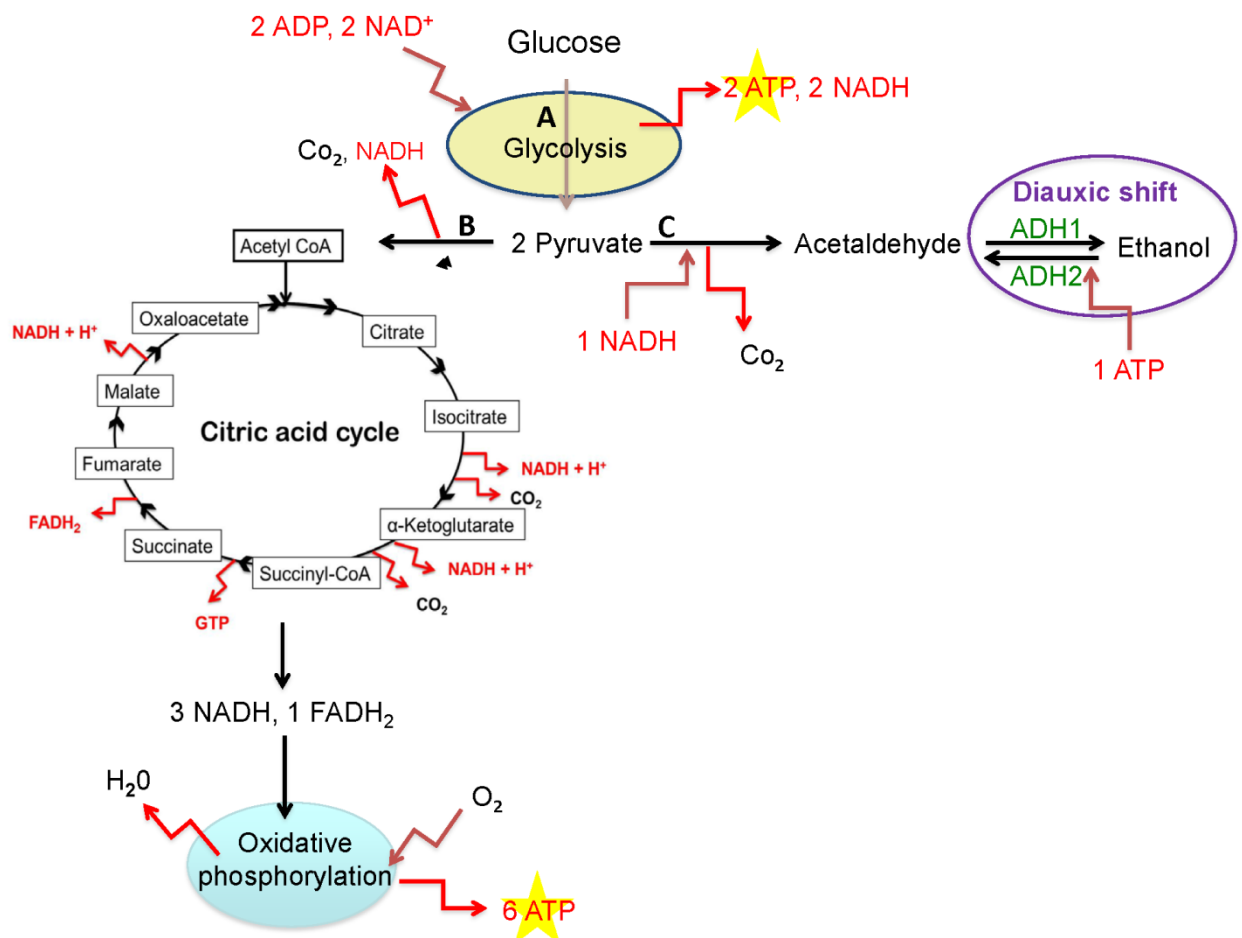 2 ADP, 2 NAD⁺
Glucose
2 ATP, 2 NADH
A
Glycolysis
Co₂, NADH
Diauxic shift
B
C
ADH1
Acetyl CoA
2 Pyruvate
Acetaldehyde
Ethanol
ADH2
Oxaloacetate
Citrate
NADH + H⁺
1 NADH
Co₂
1 ATP
Malate
Isocitrate
Citric acid cycle
Fumarate
NADH + H⁺
CO₂
FADH₂
α-Ketoglutarate
Succinate
Succinyl-CoA
NADH + H⁺
CO₂
GTP
3 NADH, 1 FADH₂
H₂0
O₂
Oxidative
phosphorylation
6 ATP